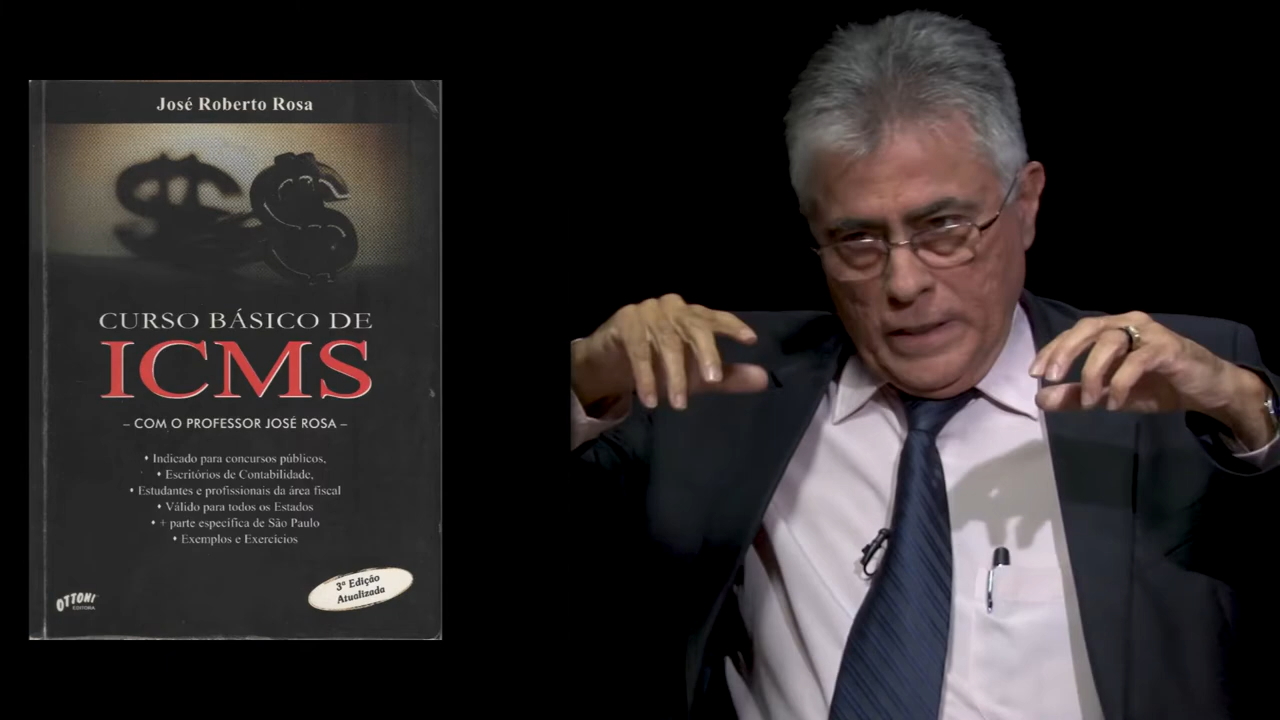 José Roberto Rosa
CURSO BÁSICO DE
ICMS
– COM O PROFESSOR JOSÉ ROSA –
• Indicado para concursos públicos,
• Escritórios de Contabilidade,
• Estudantes e profissionais da área fiscal
• Válido para todos os Estados
• + parte específica de São Paulo
• Exemplos e Exercícios
3ª Edição
Atualizada
OTTONI
EDITORA